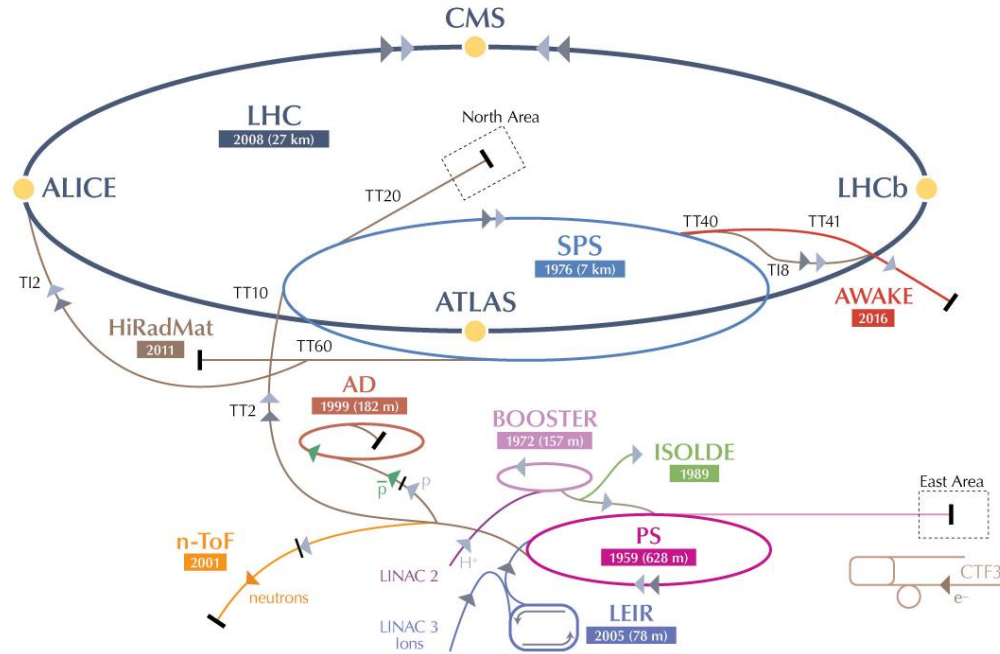 CMS
LHC
2008 (27 km)
North Area
ALICE
LHCb
TT20
TT40
TT41
SPS
1976 (7 km)
TI8
TI2
TT10
ATLAS
AWAKE
2016
HiRadMat
2011
TT60
AD
1999 (182 m)
TT2
BOOSTER
1972 (157 m)
ISOLDE
1989
p
p
East Area
n-ToF
2001
PS
1959 (628 m)
H+
LINAC 2
neutrons
CTF3
e–
LEIR
2005 (78 m)
LINAC 3
Ions